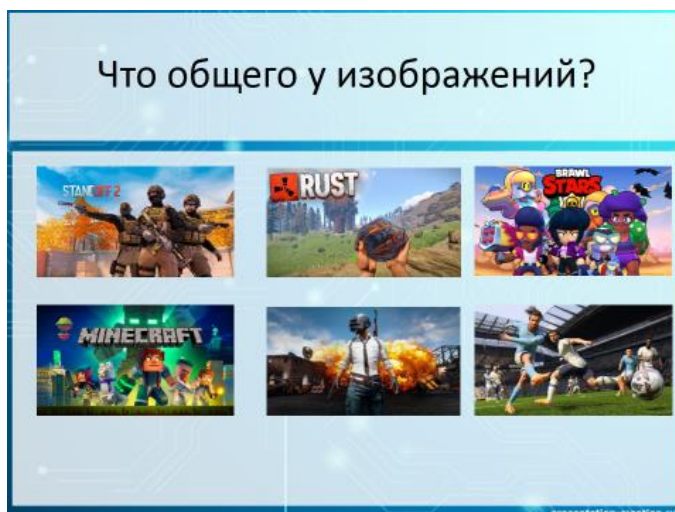 Что общего у изображений?
STANDOFF 2
RUST
BRAWL
STARS
MINECRAFT